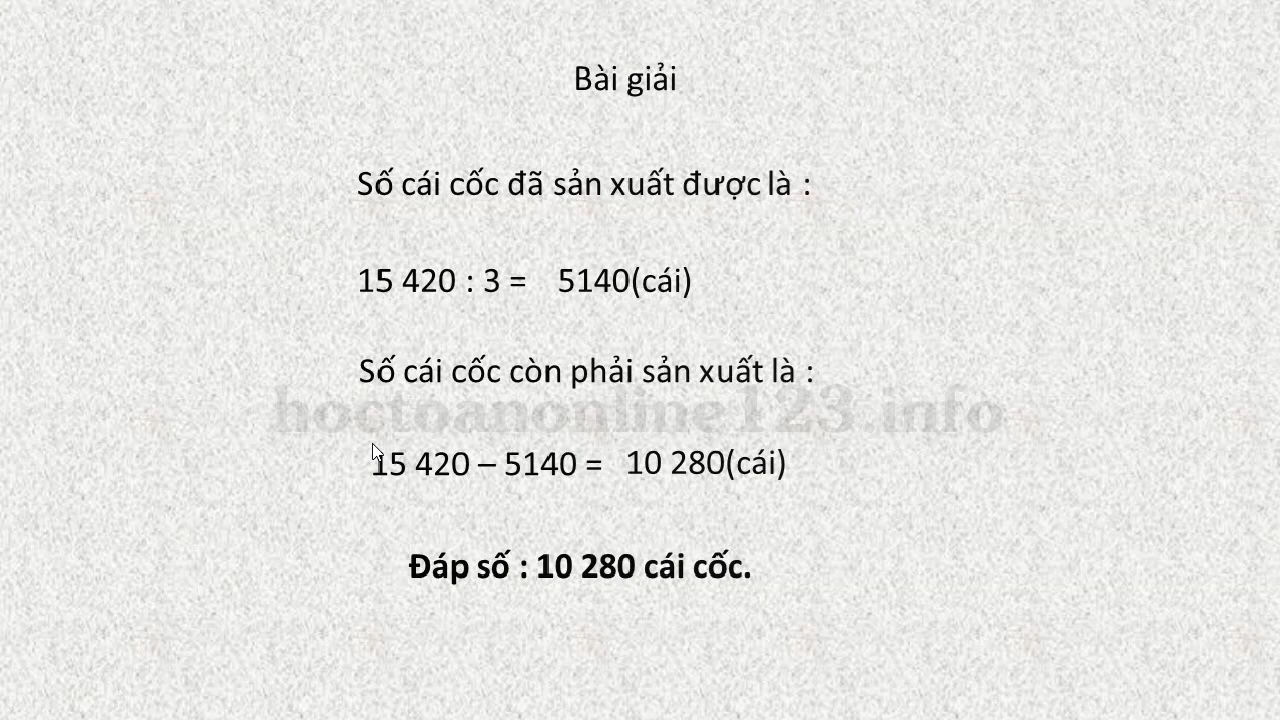 Bài giải
Số cái cốc đã sản xuất được là :
15 420 : 3 = 5140(cái)
Số cái cốc còn phải sản xuất là :
hoctoanonline123.info
15 420 – 5140 = 10 280(cái)
Đáp số : 10 280 cái cốc.